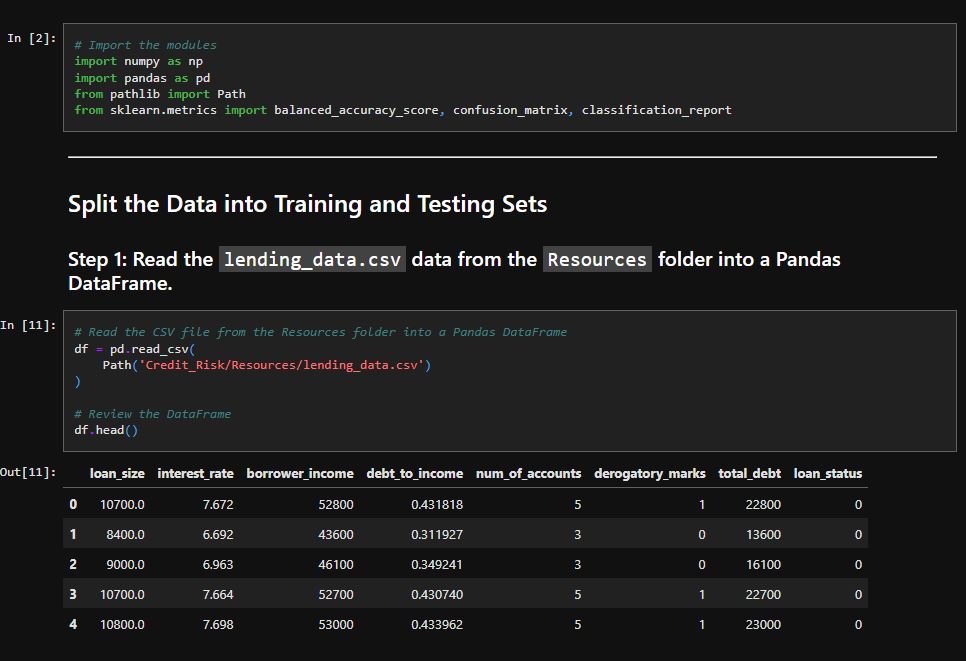 In [2]:
# Import the modules
import numpy as np
import pandas as pd
from pathlib import Path
from sklearn.metrics import balanced_accuracy_score, confusion_matrix, classification_report
Split the Data into Training and Testing Sets
Step 1: Read the lending_data.csv data from the Resources folder into a Pandas
DataFrame.
In [11]:
# Read the CSV file from the Resources folder into a Pandas DataFrame
df = pd.read_csv(
    Path('Credit_Risk/Resources/lending_data.csv')
)
# Review the DataFrame
df.head()
Out[11]:
loan_size interest_rate borrower_income debt_to_income num_of_accounts derogatory_marks total_debt loan_status
0 10700.0 7.672 52800 0.431818 5 1 22800 0
1 8400.0 6.692 43600 0.311927 3 0 13600 0
2 9000.0 6.963 46100 0.349241 3 0 16100 0
3 10700.0 7.664 52700 0.430740 5 1 22700 0
4 10800.0 7.698 53000 0.433962 5 1 23000 0